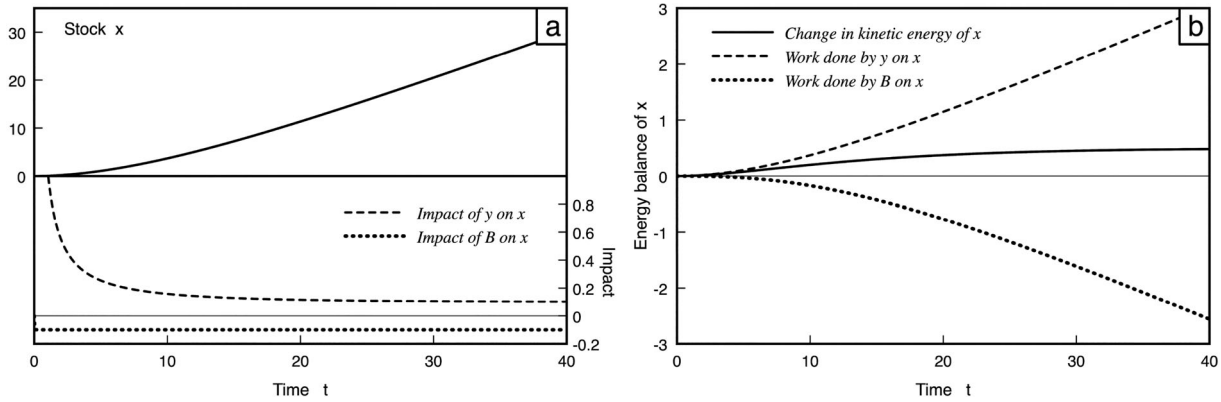 Stock x
a
30
20
10
0
0.8
0.6
0.4
0.2
0
-0.2
Impact
Impact of y on x
Impact of B on x
0
10
20
30
40
Time t
b
3
2
1
0
-1
-2
-3
Energy balance of x
Change in kinetic energy of x
Work done by y on x
Work done by B on x
0
10
20
30
40
Time t